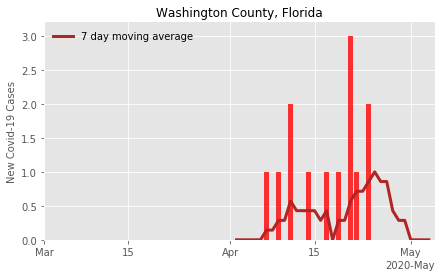 Washington County, Florida
7 day moving average
New Covid-19 Cases
3.0
2.5
2.0
1.5
1.0
0.5
0.0
Mar 15 Apr 15 May
2020-May